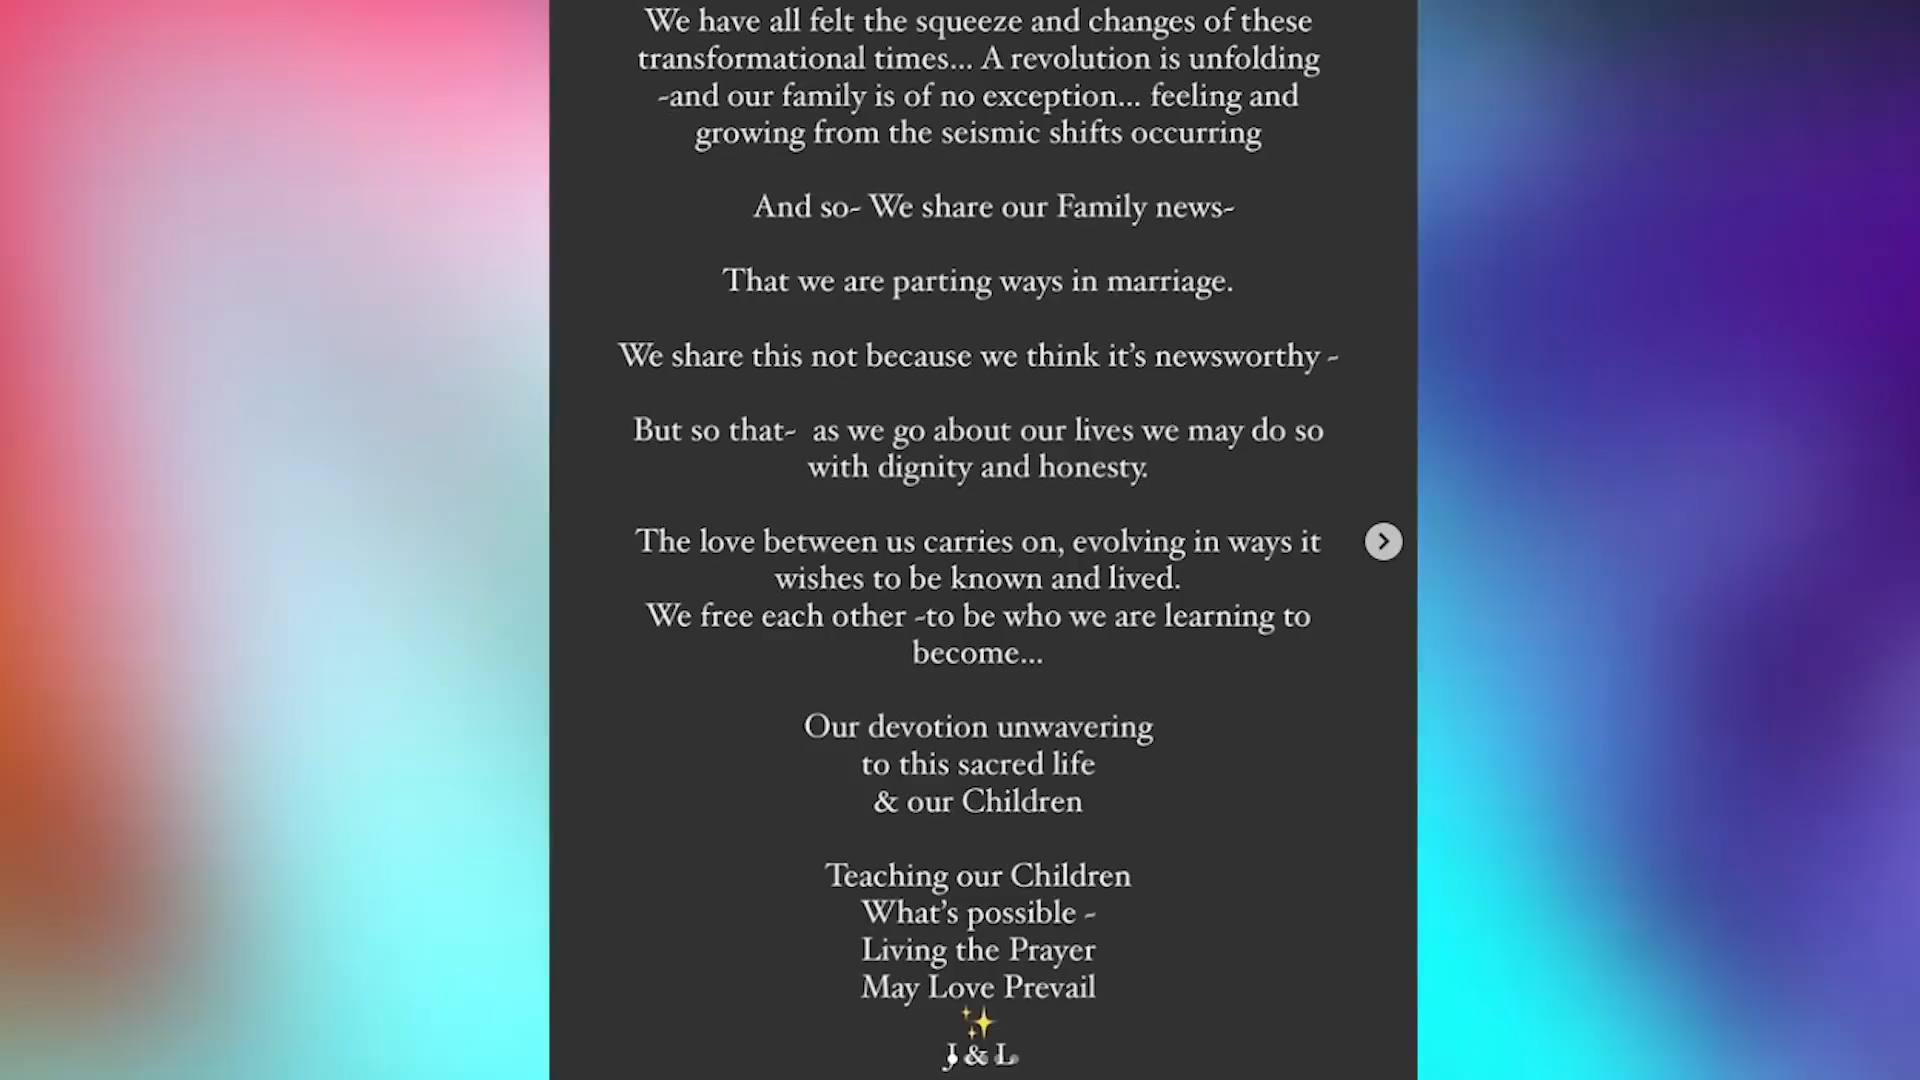 We have all felt the squeeze and changes of these
transformational times... A revolution is unfolding
~and our family is of no exception... feeling and
growing from the seismic shifts occurring
And so~ We share our Family news~
That we are parting ways in marriage.
We share this not because we think it’s newsworthy ~
But so that~ as we go about our lives we may do so
with dignity and honesty.
The love between us carries on, evolving in ways it
wishes to be known and lived.
We free each other ~to be who we are learning to
become...
Our devotion unwavering
to this sacred life
& our Children
Teaching our Children
What’s possible ~
Living the Prayer
May Love Prevail
J & L